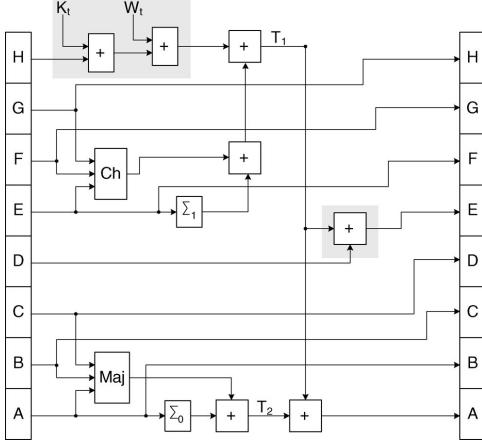 Kₜ Wₜ
H + + + T₁ H
G G
F Ch + F
E Σ₁ + E
D D
C C
B Maj B
A Σ₀ + T₂ + A